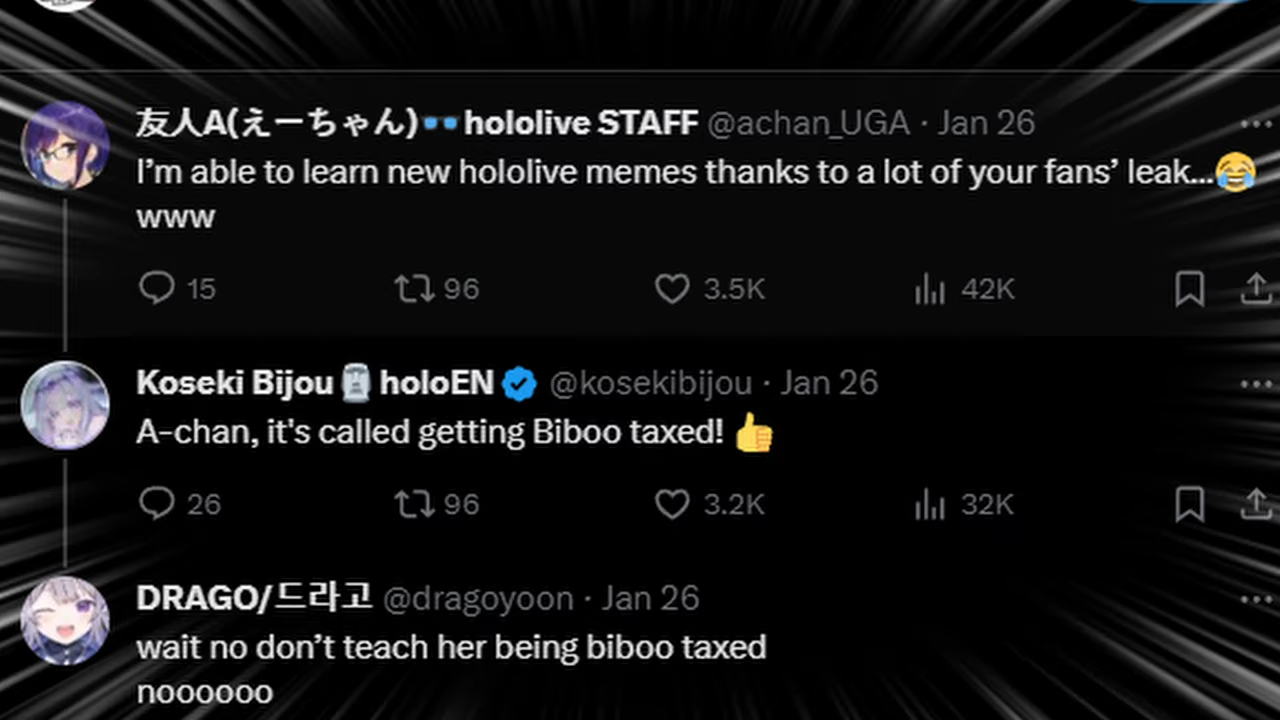 友人A(えーちゃん)👓hololive STAFF @achan_UGA · Jan 26
I'm able to learn new hololive memes thanks to a lot of your fans' leak...😂
www
15 96 3.5K 42K
Koseki Bijou🗿holoEN @kosekibijou · Jan 26
A-chan, it's called getting Biboo taxed! 👍
26 96 3.2K 32K
DRAGO/드라고 @dragoyoon · Jan 26
wait no don't teach her being biboo taxed
noooooo